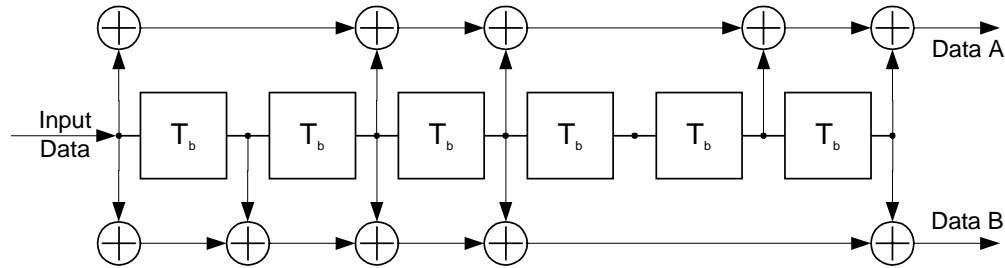 Data A
Input
Data
T_b T_b T_b T_b T_b T_b
Data B